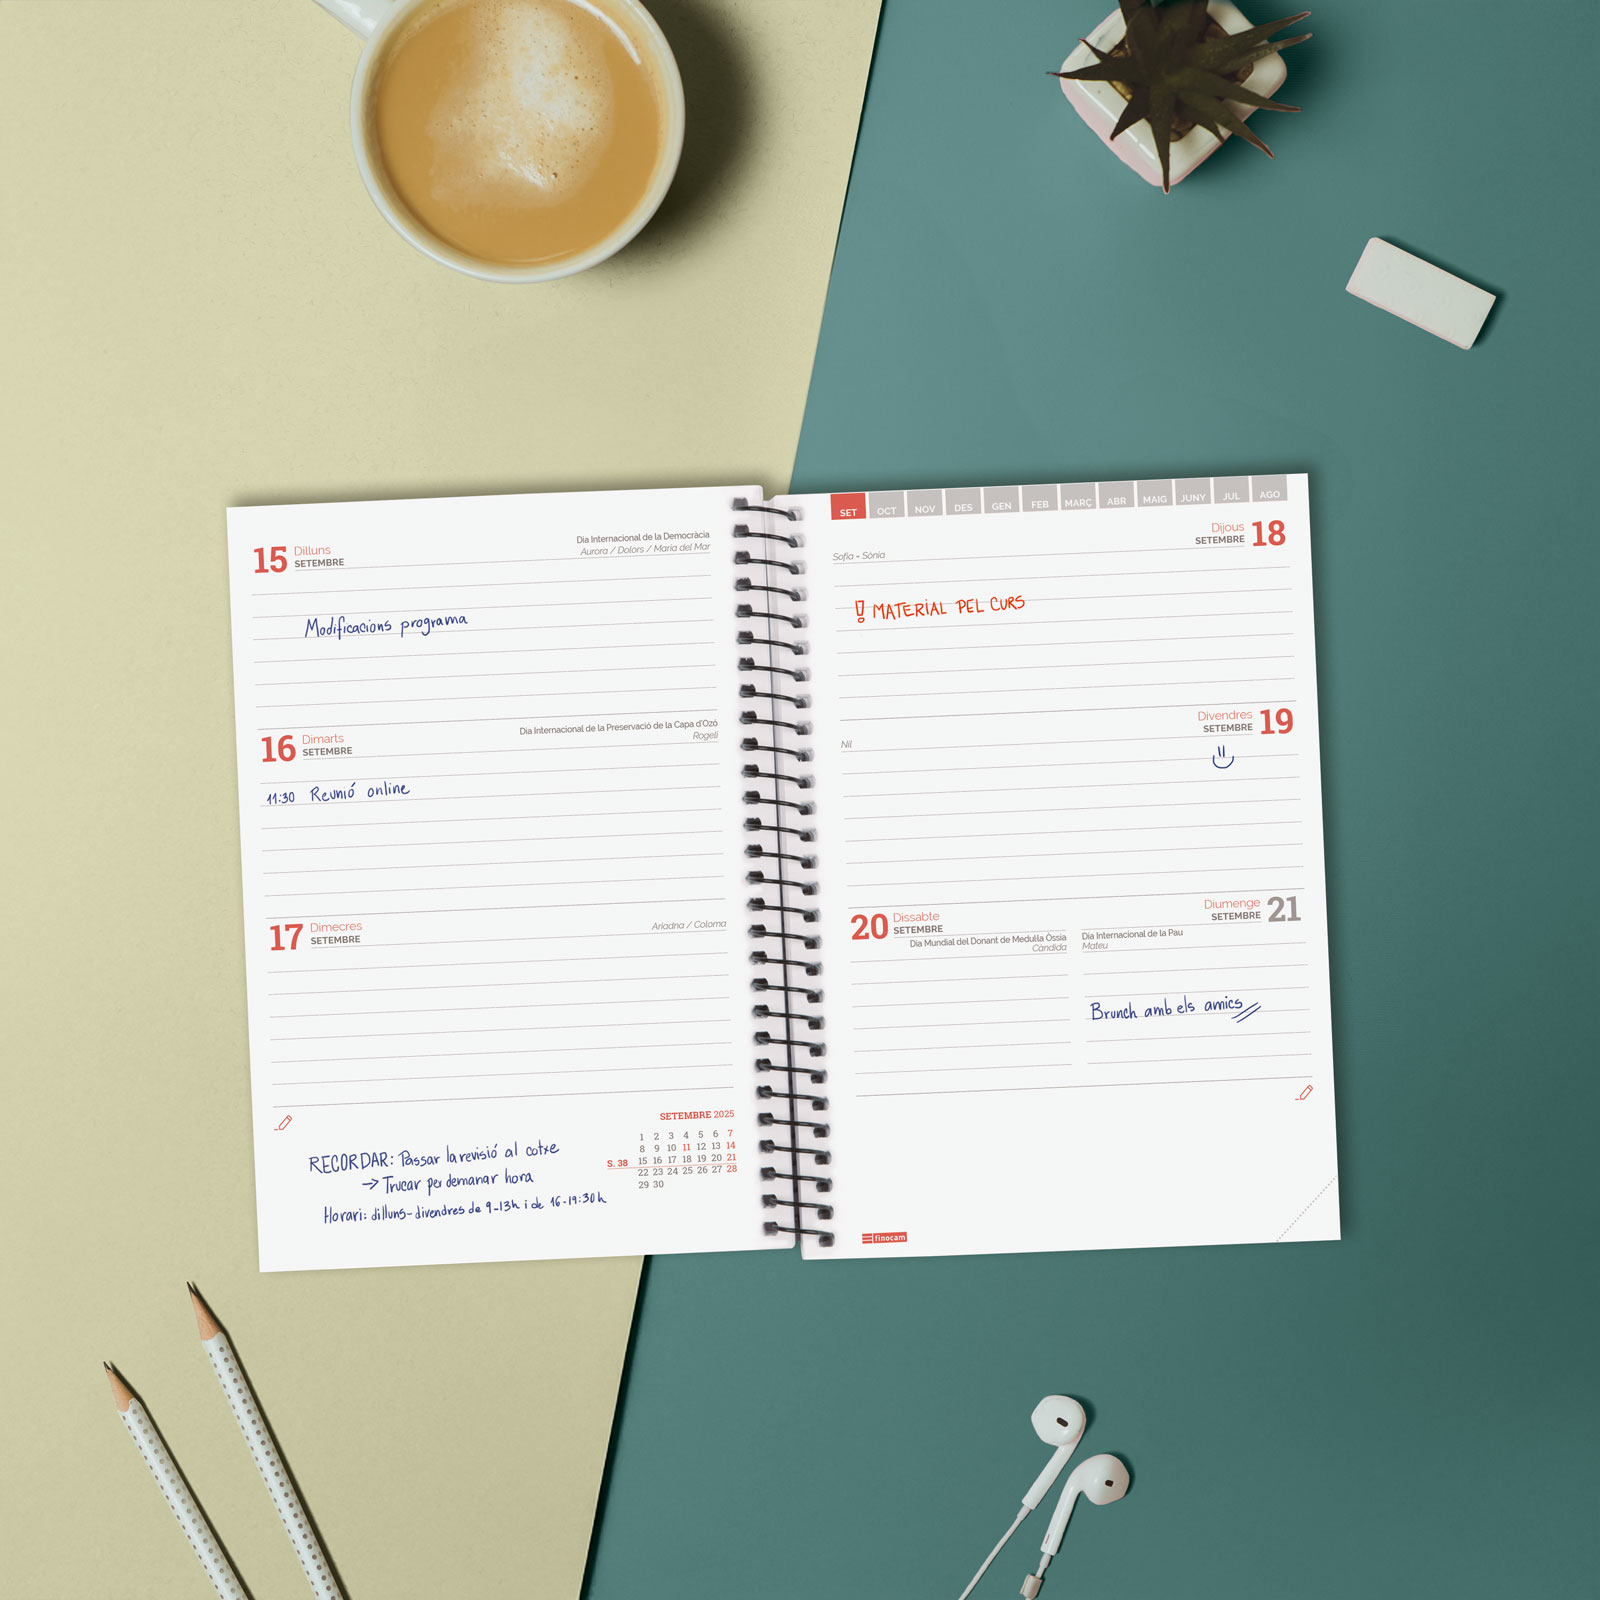 15 Dilluns
SETEMBRE
Dia Internacional de la Democràcia
Aurora / Dolors / Maria del Mar
Modificacions programa
16 Dimarts
SETEMBRE
Dia Internacional de la Preservació de la Capa d'Ozó
Rogeli
11:30 Reunió online
17 Dimecres
SETEMBRE
Ariadna / Coloma
RECORDAR: Passar la revisió al cotxe
→ Trucar per demanar hora
Horari: dilluns-divendres de 9-13h i de 16-19:30h
SETEMBRE 2025
1 2 3 4 5 6 7
8 9 10 11 12 13 14
S. 38 15 16 17 18 19 20 21
22 23 24 25 26 27 28
29 30
SET OCT NOV DES GEN FEB MARÇ ABR MAIG JUNY JUL AGO
Dijous 18
SETEMBRE
Sofia - Sònia
! MATERIAL PEL CURS
Divendres 19
SETEMBRE
Nil
20 Dissabte
SETEMBRE
Dia Mundial del Donant de Medul·la Òssia
Càndida
Diumenge 21
SETEMBRE
Dia Internacional de la Pau
Mateu
Brunch amb els amics
finocam